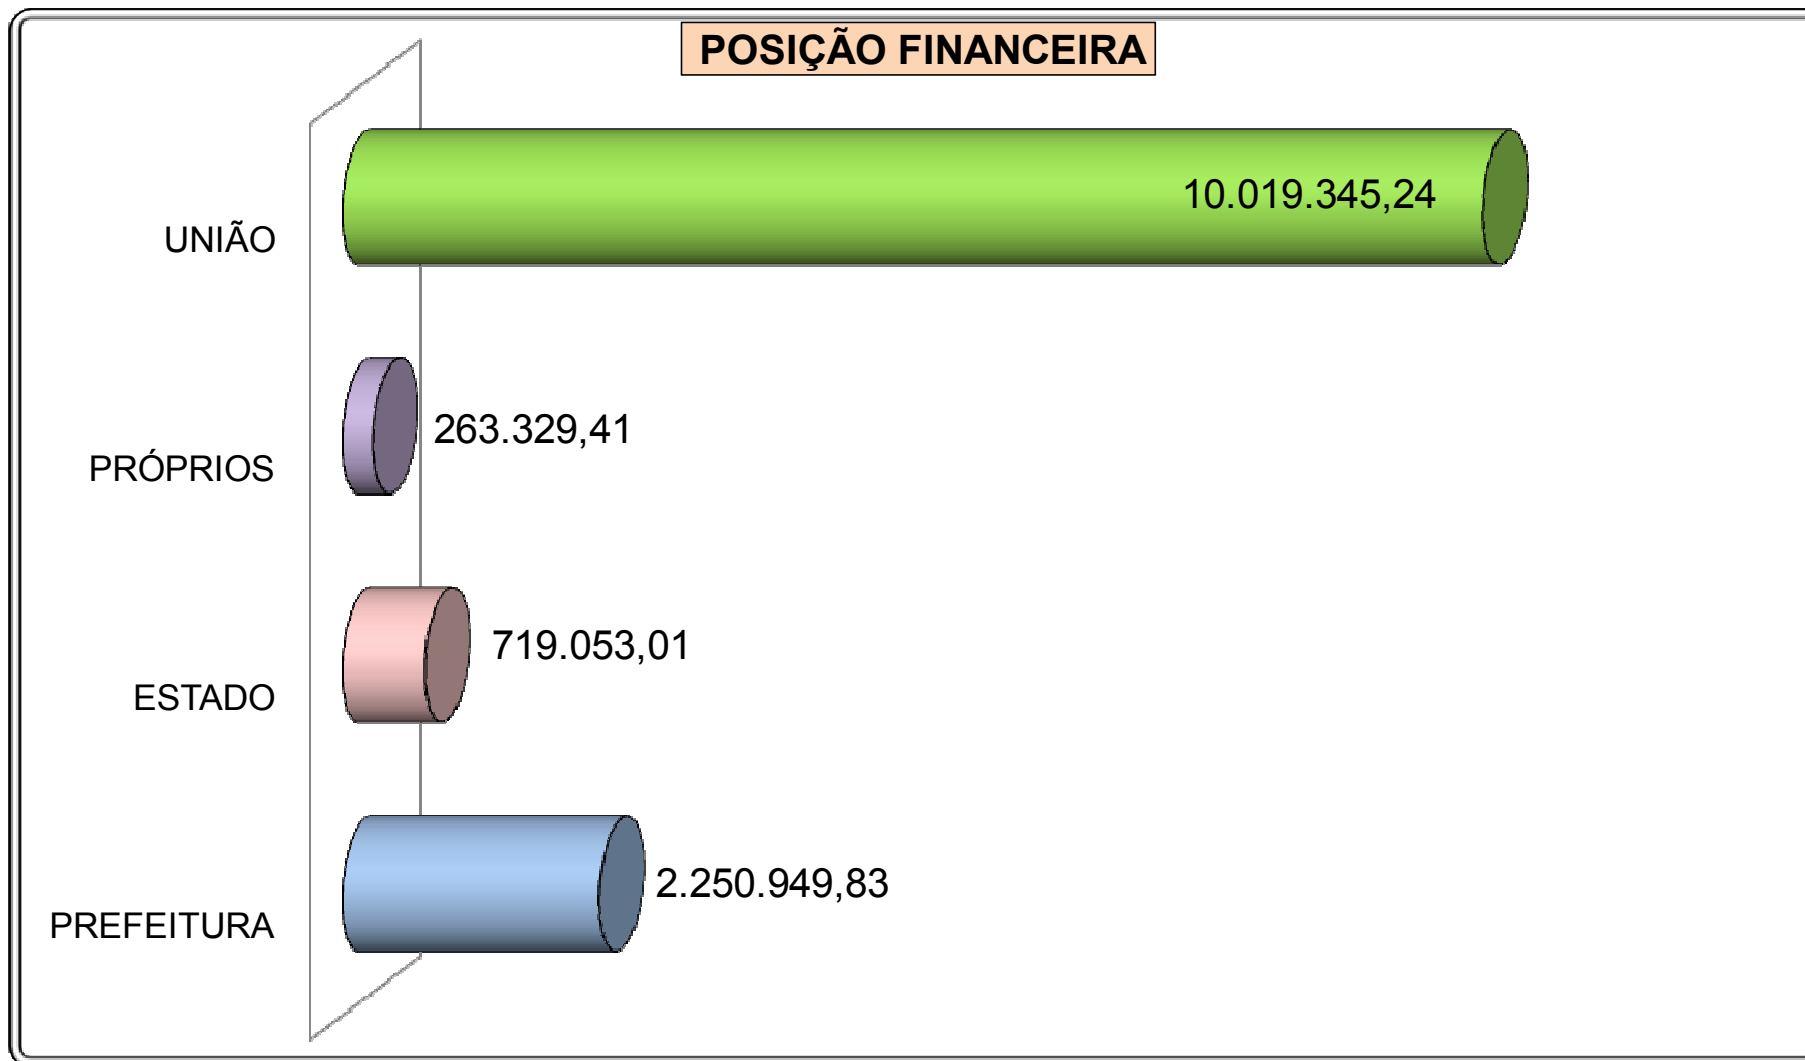 POSIÇÃO FINANCEIRA
10.019.345,24
UNIÃO
263.329,41
PRÓPRIOS
719.053,01
ESTADO
2.250.949,83
PREFEITURA